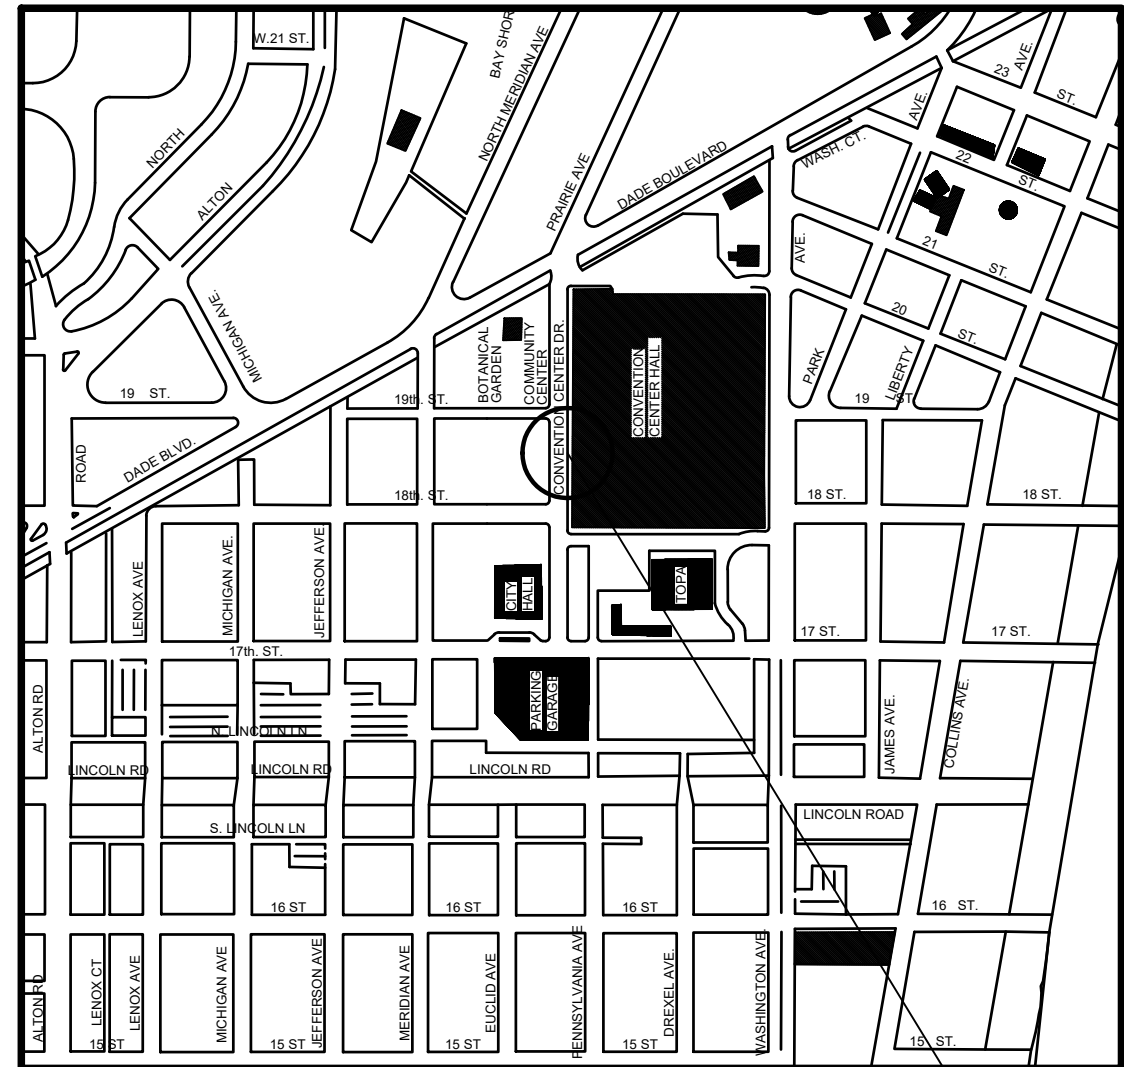 W.21 ST.
BAY SHOR
NORTH MERIDIAN AVE
23
AVE.
ST.
AVE.
NORTH
WASH. CT.
22
ST.
DADE BOULEVARD
PRAIRIE AVE
ALTON
21
ST.
AVE.
MICHIGAN AVE.
20
ST.
BOTANICAL
GARDEN
COMMUNITY
CENTER
CONVENTION CENTER DR.
CONVENTION
CENTER HALL
PARK
LIBERTY
19 ST.
19th. ST.
19 ST
ROAD
DADE BLVD.
18th. ST.
18 ST.
18 ST.
LENOX AVE
MICHIGAN AVE.
JEFFERSON AVE
CITY
HALL
TOPA
17 ST.
17 ST.
17th. ST.
ALTON RD
PARKING
GARAGE
JAMES AVE.
COLLINS AVE.
N. LINCOLN LN
LINCOLN RD
LINCOLN RD
LINCOLN RD
LINCOLN ROAD
S. LINCOLN LN
16 ST
16 ST
16 ST
16 ST.
ALTON RD
LENOX CT
LENOX AVE
MICHIGAN AVE
JEFFERSON AVE
MERIDIAN AVE
EUCLID AVE
PENNSYLVANIA AVE
DREXEL AVE
WASHINGTON AVE.
15 ST
15 ST
15 ST
15 ST
15 ST.